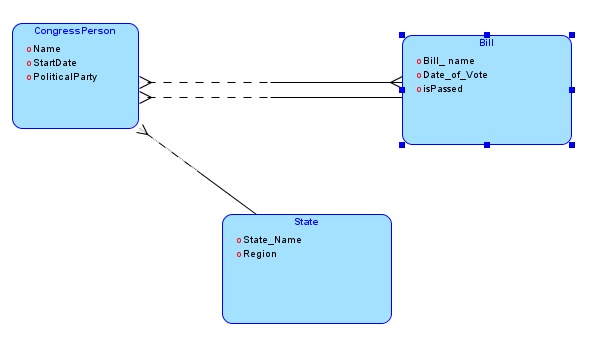 CongressPerson
o Name
o StartDate
o PoliticalParty
Bill
o Bill_ name
o Date_of_Vote
o isPassed
State
o State_Name
o Region